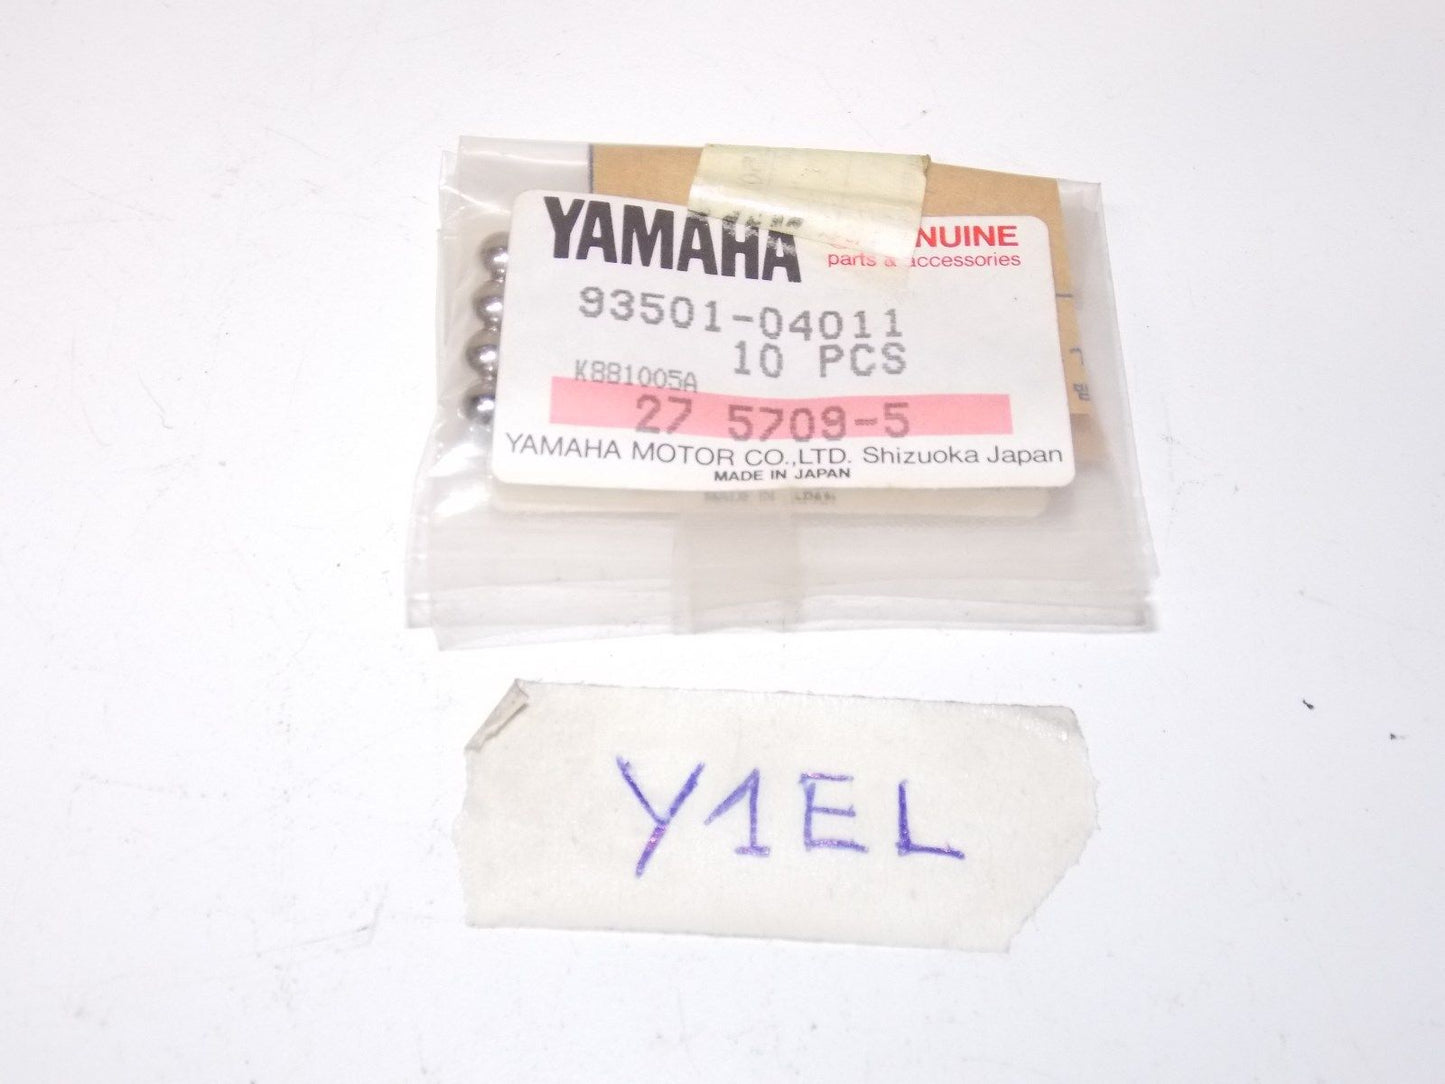 YAMAHA
NUINE
parts & accessories
93501-04011
10 PCS
K881005A
27 5709-5
YAMAHA MOTOR CO.,LTD. Shizuoka Japan
MADE IN JAPAN
Y1EL